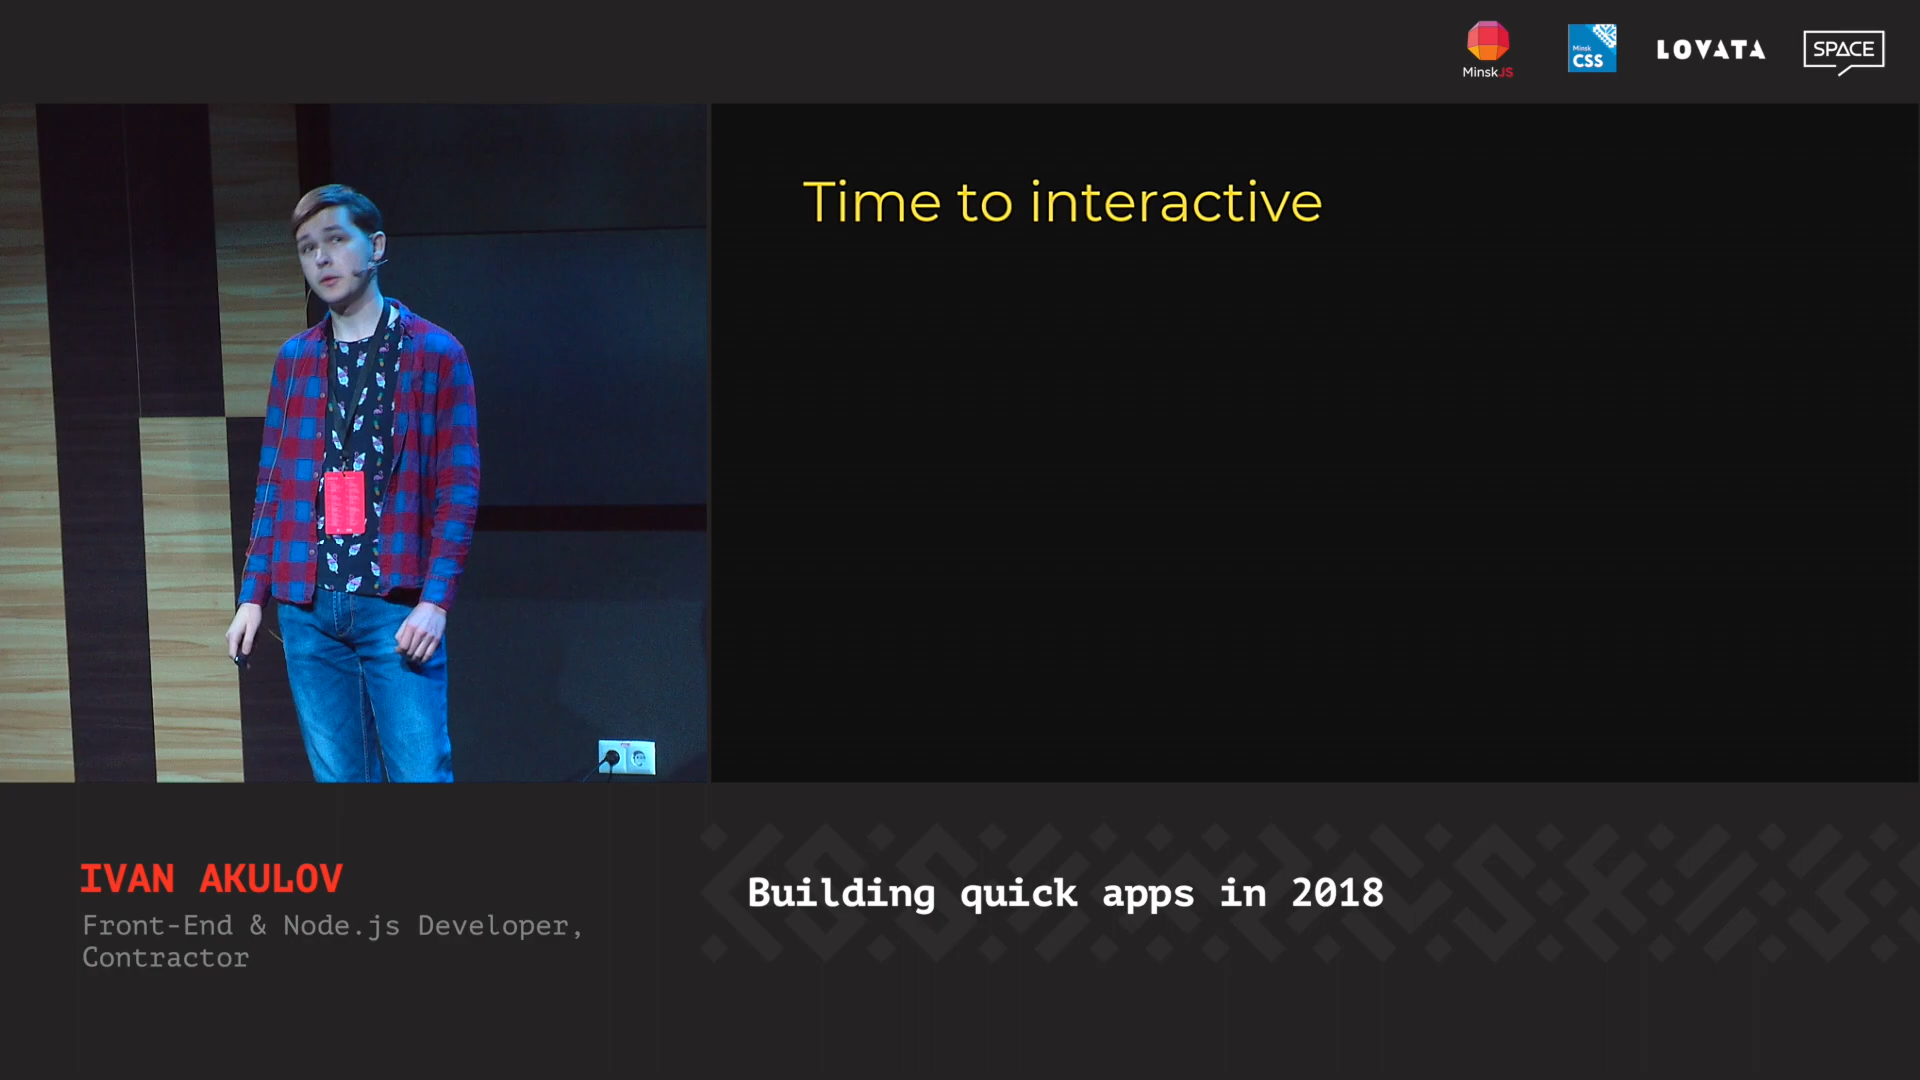 MinskJS
Minsk
CSS
LOVATA
SPACE
Time to interactive
IVAN AKULOV
Front-End & Node.js Developer,
Contractor
Building quick apps in 2018